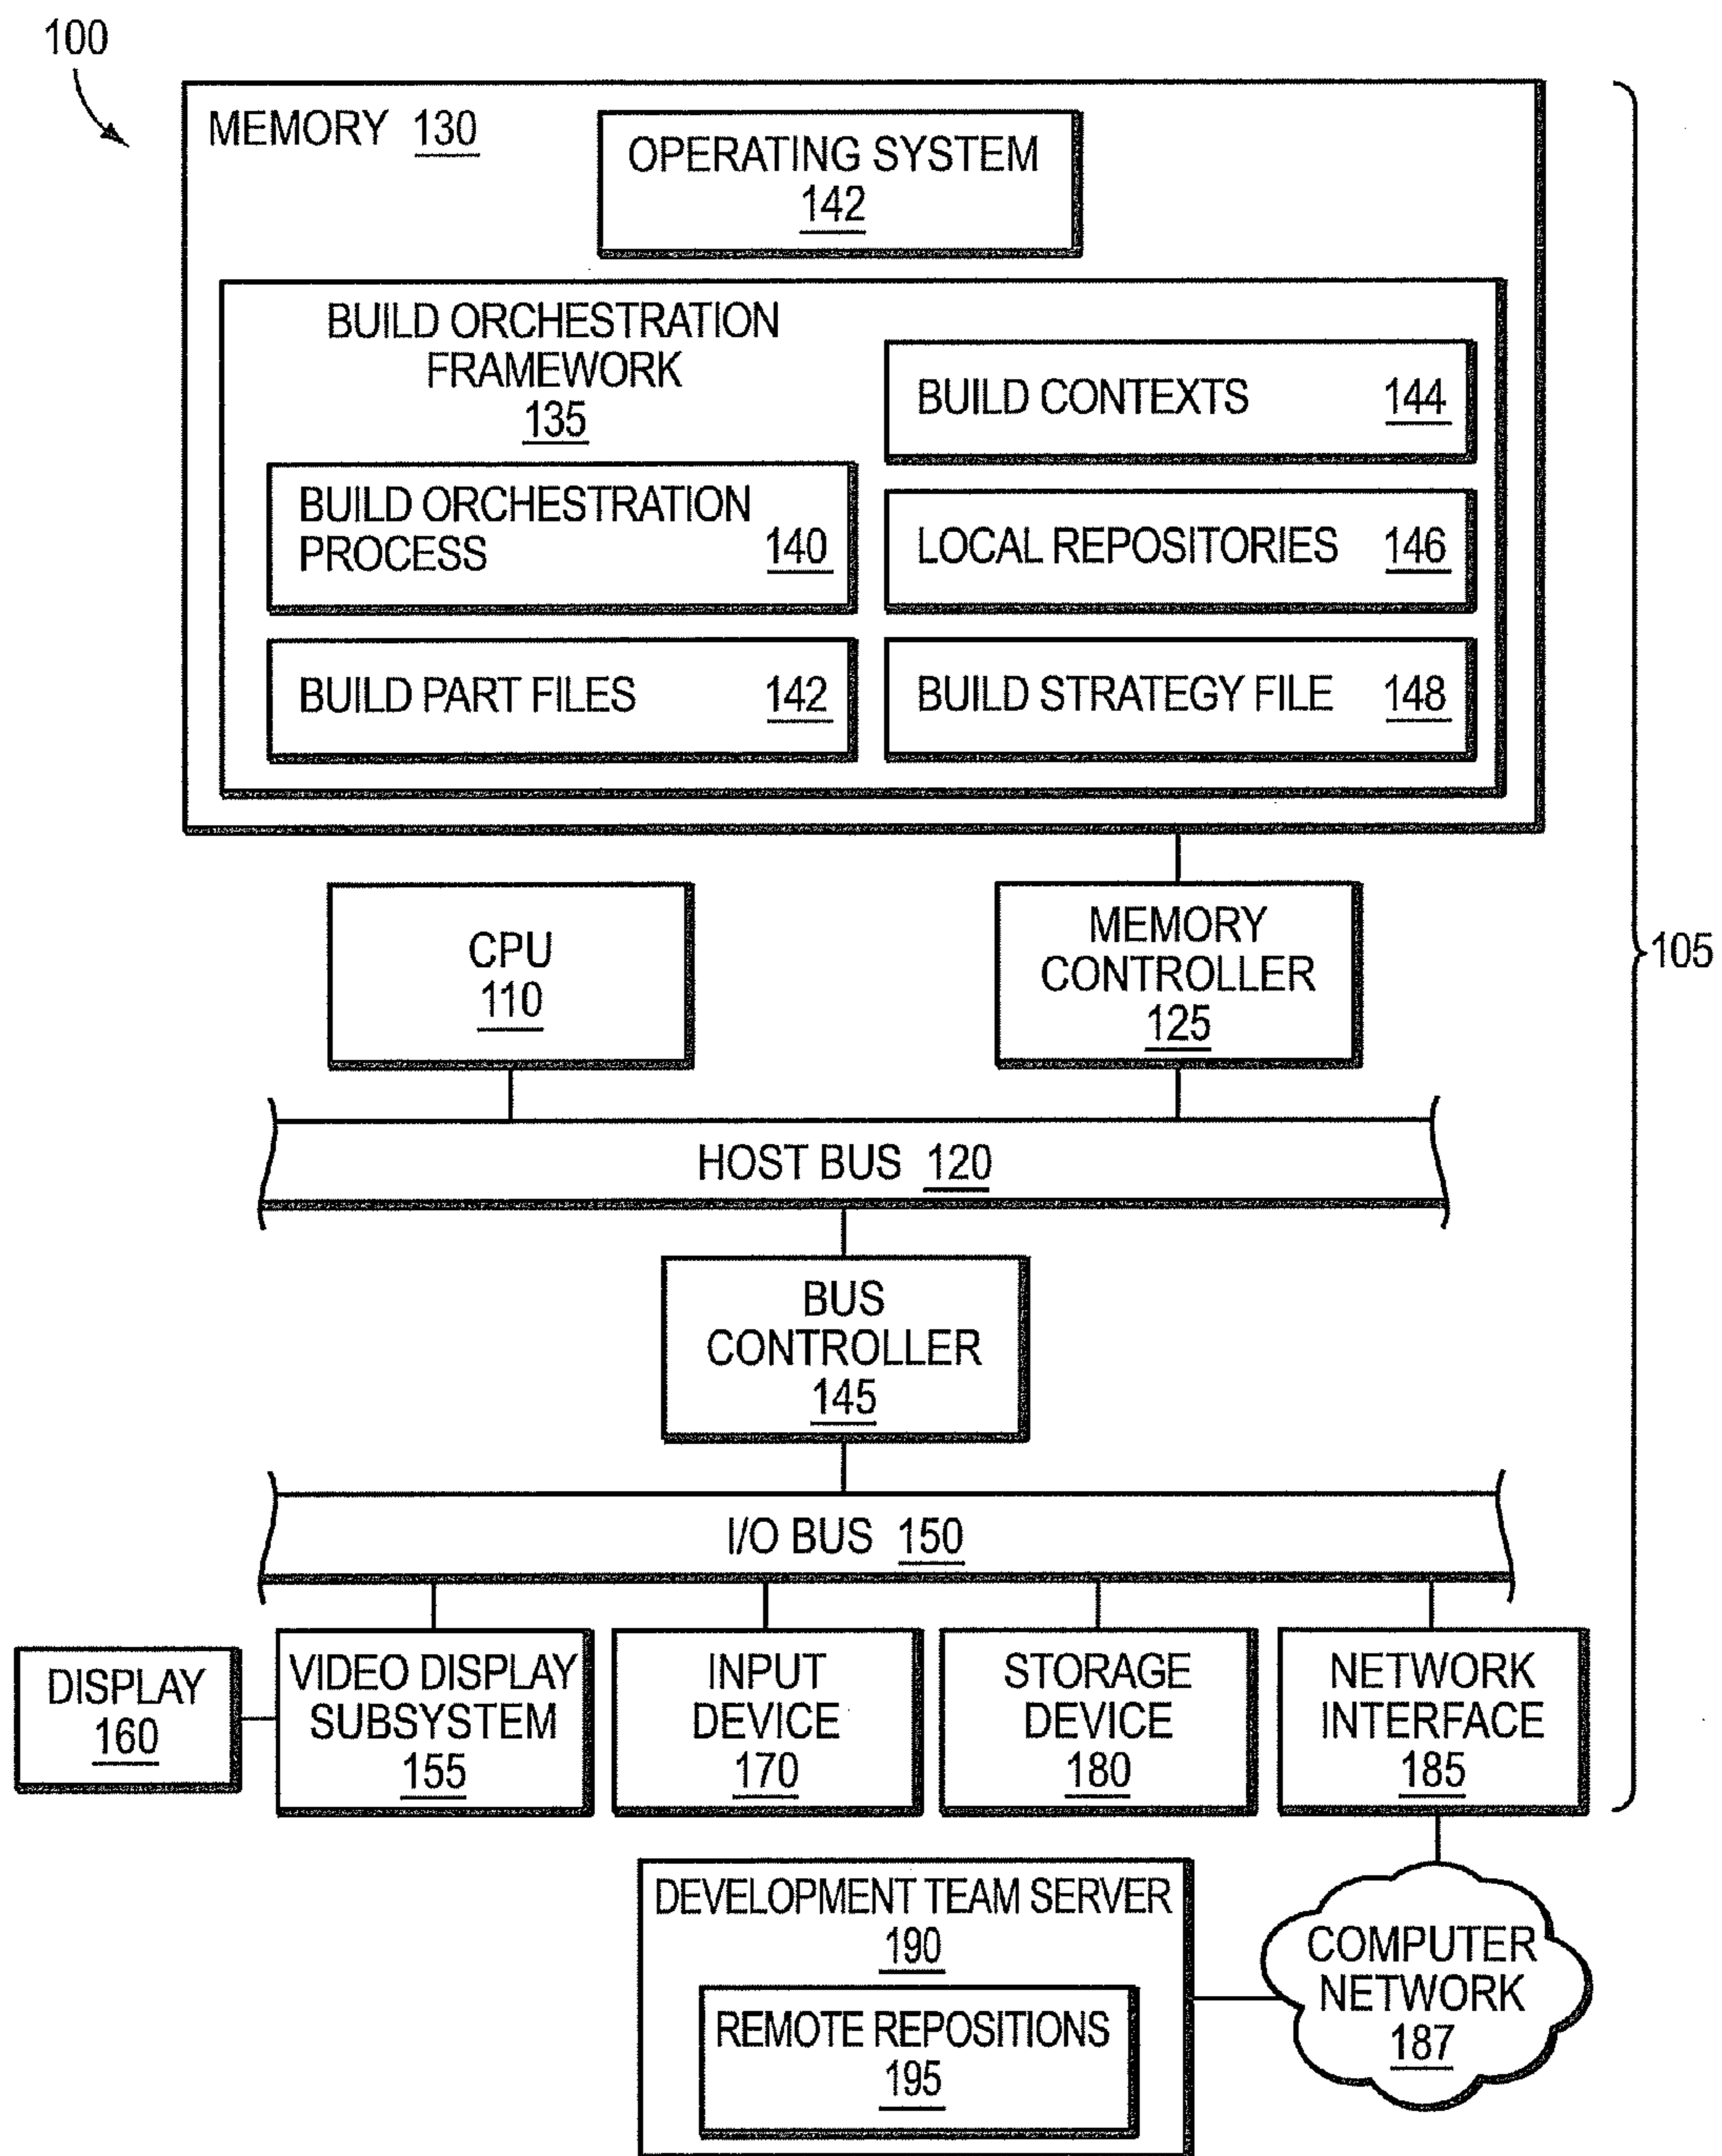 100
MEMORY 130
OPERATING SYSTEM
142
BUILD ORCHESTRATION
FRAMEWORK
135
BUILD ORCHESTRATION
PROCESS 140
BUILD PART FILES 142
BUILD CONTEXTS 144
LOCAL REPOSITORIES 146
BUILD STRATEGY FILE 148
CPU
110
MEMORY
CONTROLLER
125
105
HOST BUS 120
BUS
CONTROLLER
145
I/O BUS 150
DISPLAY
160
VIDEO DISPLAY
SUBSYSTEM
155
INPUT
DEVICE
170
STORAGE
DEVICE
180
NETWORK
INTERFACE
185
DEVELOPMENT TEAM SERVER
190
REMOTE REPOSITIONS
195
COMPUTER
NETWORK
187